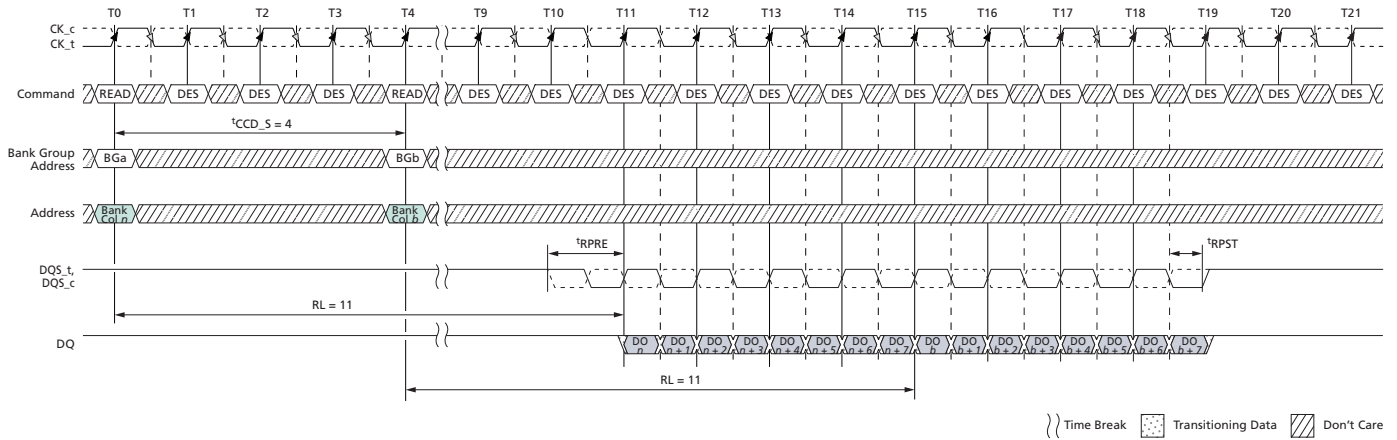 T0 T1 T2 T3 T4 T9 T10 T11 T12 T13 T14 T15 T16 T17 T18 T19 T20 T21
CK_c
CK_t
Command READ DES DES DES READ DES DES DES DES DES DES DES DES DES DES DES DES DES
tCCD_S = 4
Bank Group
Address
BGa BGb
Address
Bank
Col n
Bank
Col b
tRPRE tRPST
DQS_t,
DQS_c
RL = 11
DQ
DO
n
DO
n + 1
DO
n + 2
DO
n + 3
DO
n + 4
DO
n + 5
DO
n + 6
DO
n + 7
DO
b
DO
b + 1
DO
b + 2
DO
b + 3
DO
b + 4
DO
b + 5
DO
b + 6
DO
b + 7
RL = 11
Time Break Transitioning Data Don't Care